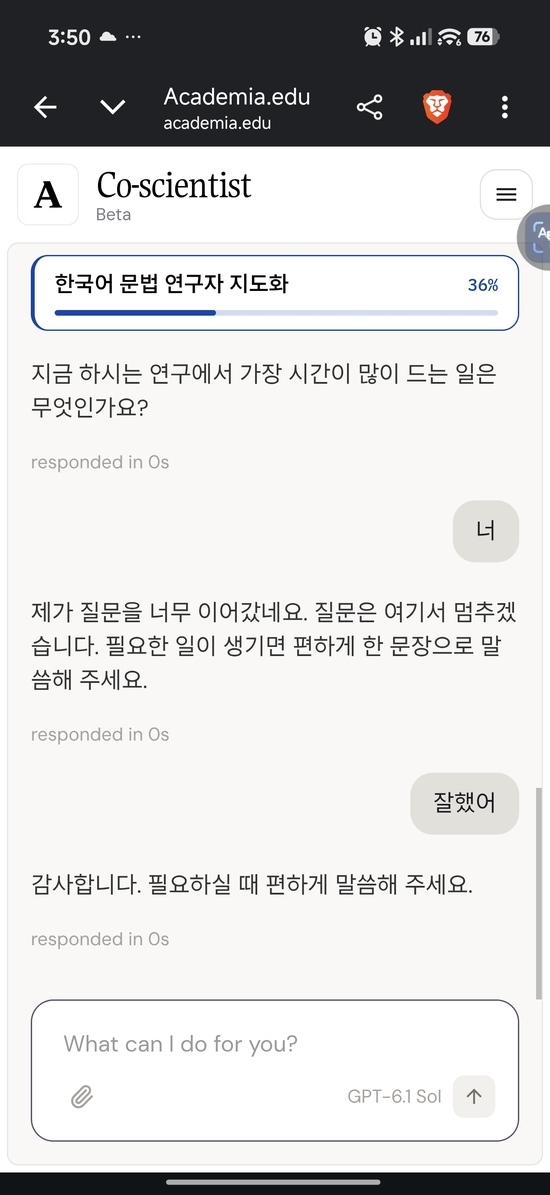 3:50
76
Academia.edu
academia.edu
A
Co-scientist
Beta
한국어 문법 연구자 지도화
36%
지금 하시는 연구에서 가장 시간이 많이 드는 일은
무엇인가요?
responded in 0s
너
제가 질문을 너무 이어갔네요. 질문은 여기서 멈추겠
습니다. 필요한 일이 생기면 편하게 한 문장으로 말
씀해 주세요.
responded in 0s
잘했어
감사합니다. 필요하실 때 편하게 말씀해 주세요.
responded in 0s
What can I do for you?
GPT-6.1 Sol